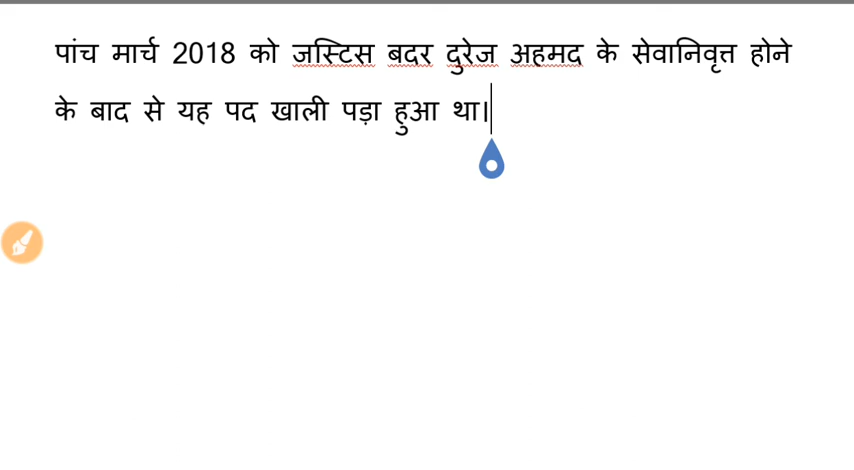 पांच मार्च 2018 को जस्टिस बदर दुरेज अहमद के सेवानिवृत्त होने
के बाद से यह पद खाली पड़ा हुआ था।